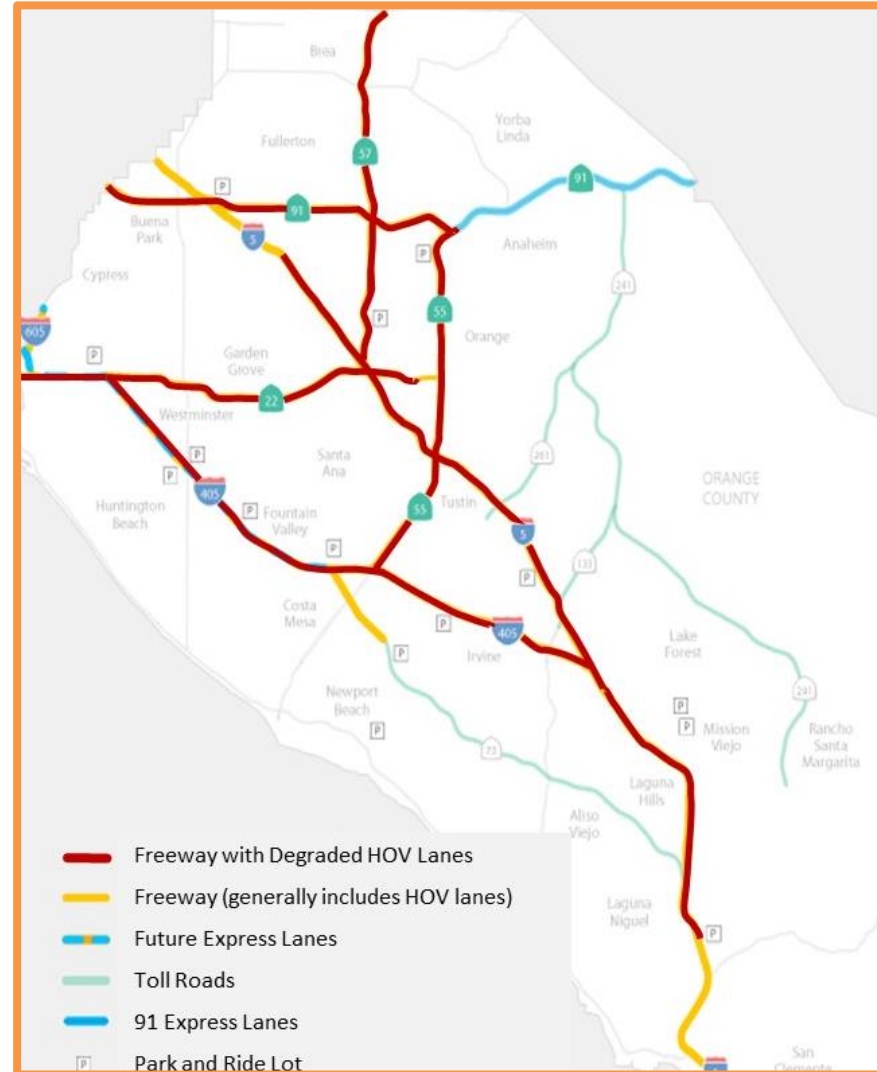 Brea
Yorba
Linda
Fullerton
57
91
P
91
Buena
Park
5
Anaheim
P
Cypress
241
55
P
Orange
605
P
Garden
Grove
22
Westminster
Santa
Ana
261
ORANGE
COUNTY
P
P
405
Huntington
Beach
P
Fountain
Valley
55
Tustin
5
P
133
P
Costa
Mesa
P
405
Irvine
Lake
Forest
P
241
Newport
Beach
P
P
P
Mission
Viejo
Rancho
Santa
Margarita
73
Laguna
Hills
Aliso
Viejo
Laguna
Niguel
P
Freeway with Degraded HOV Lanes
Freeway (generally includes HOV lanes)
Future Express Lanes
Toll Roads
91 Express Lanes
P Park and Ride Lot
San
Clemente